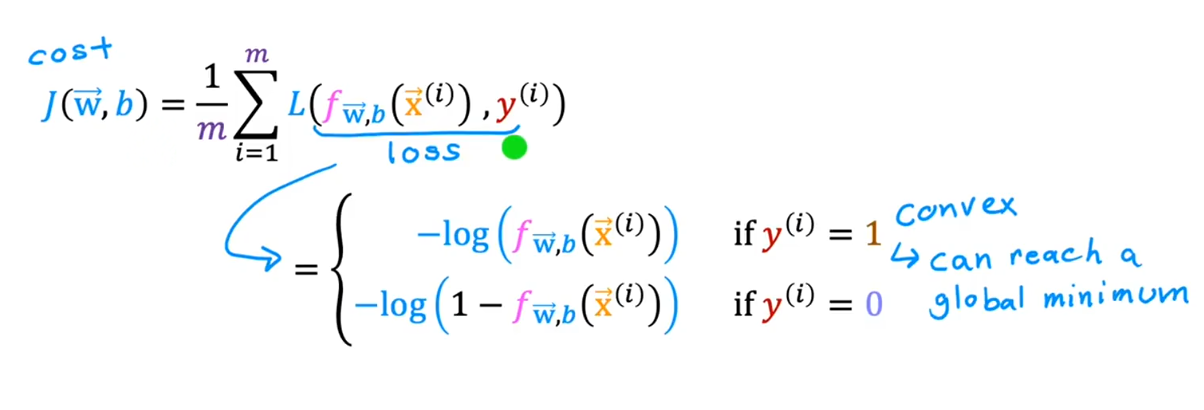 cost
J(w⃗, b) = 1/m ∑_{i=1}^{m} L(f_{w⃗,b}(x⃗^{(i)}), y^{(i)})
loss
= { −log(f_{w⃗,b}(x⃗^{(i)})) if y^{(i)} = 1
−log(1 − f_{w⃗,b}(x⃗^{(i)})) if y^{(i)} = 0
convex
↳ can reach a
global minimum